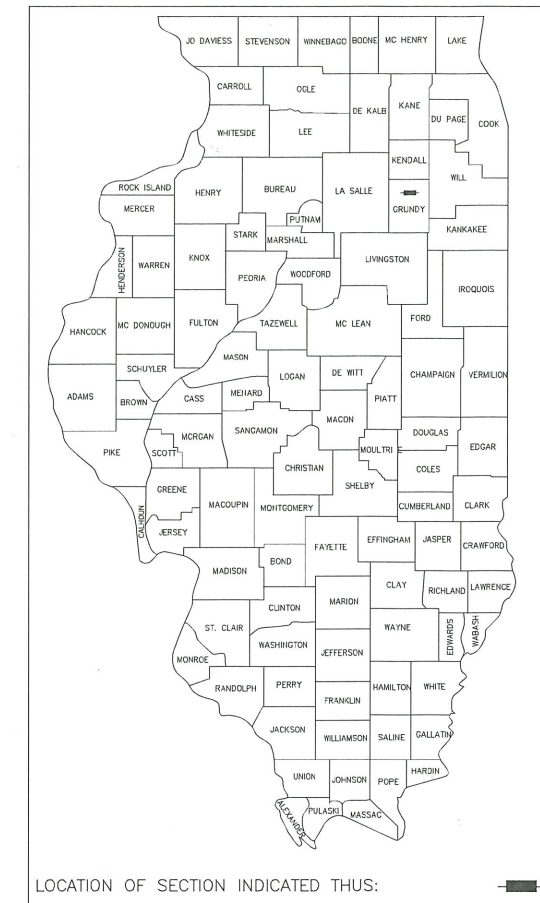 JO DAVIESS STEVENSON WINNEBAGO BOONE MC HENRY LAKE
CARROLL OGLE DE KALB KANE DU PAGE COOK
WHITESIDE LEE
KENDALL WILL
ROCK ISLAND HENRY BUREAU LA SALLE
MERCER GRUNDY
PUTNAM
STARK MARSHALL KANKAKEE
HENDERSON WARREN KNOX PEORIA WOODFORD LIVINGSTON IROQUOIS
HANCOCK MC DONOUGH FULTON TAZEWELL MC LEAN FORD
MASON
SCHUYLER LOGAN DE WITT CHAMPAIGN VERMILION
ADAMS BROWN CASS MENARD PIATT
MACON
PIKE SCOTT MORGAN SANGAMON MOULTRIE DOUGLAS EDGAR
CHRISTIAN COLES
SHELBY
CALHOUN GREENE MACOUPIN MONTGOMERY CUMBERLAND CLARK
JERSEY FAYETTE EFFINGHAM JASPER CRAWFORD
MADISON BOND
CLAY RICHLAND LAWRENCE
CLINTON MARION
ST. CLAIR WAYNE EDWARDS WABASH
WASHINGTON JEFFERSON
MONROE
RANDOLPH PERRY HAMILTON WHITE
FRANKLIN
JACKSON WILLIAMSON SALINE GALLATIN
HARDIN
UNION JOHNSON POPE
ALEXANDER PULASKI MASSAC
LOCATION OF SECTION INDICATED THUS: